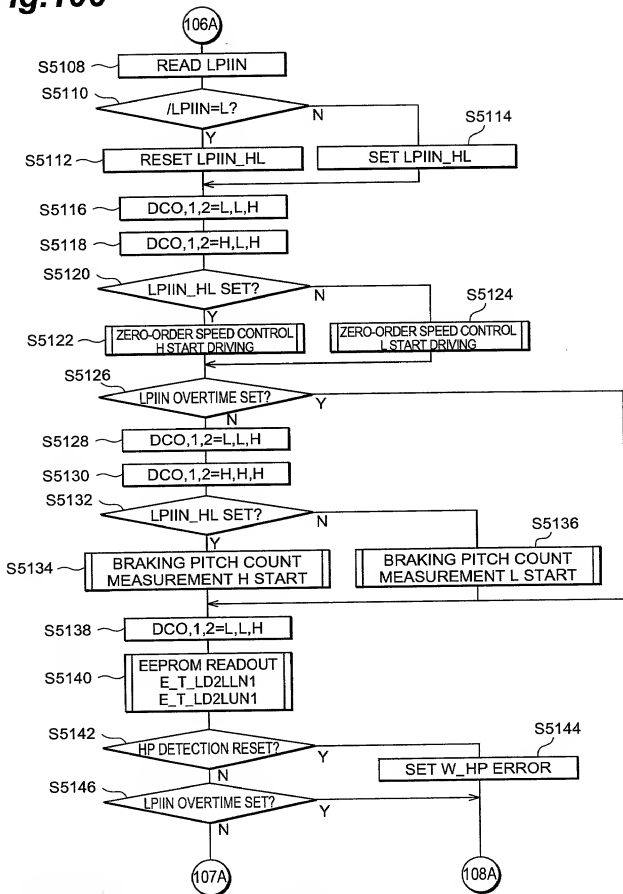 Fig.106
106A
S5108
READ LPIIN
S5110
/LPIIN=L?
N
Y
S5112
RESET LPIIN_HL
S5114
SET LPIIN_HL
S5116
DCO,1,2=L,L,H
S5118
DCO,1,2=H,L,H
S5120
LPIIN_HL SET?
N
Y
S5122
ZERO-ORDER SPEED CONTROL
H START DRIVING
S5124
ZERO-ORDER SPEED CONTROL
L START DRIVING
S5126
LPIIN OVERTIME SET?
Y
N
S5128
DCO,1,2=L,L,H
S5130
DCO,1,2=H,H,H
S5132
LPIIN_HL SET?
N
Y
S5134
BRAKING PITCH COUNT
MEASUREMENT H START
S5136
BRAKING PITCH COUNT
MEASUREMENT L START
S5138
DCO,1,2=L,L,H
S5140
EEPROM READOUT
E_T_LD2LLN1
E_T_LD2LUN1
S5142
HP DETECTION RESET?
Y
N
S5144
SET W_HP ERROR
S5146
LPIIN OVERTIME SET?
Y
N
107A
108A